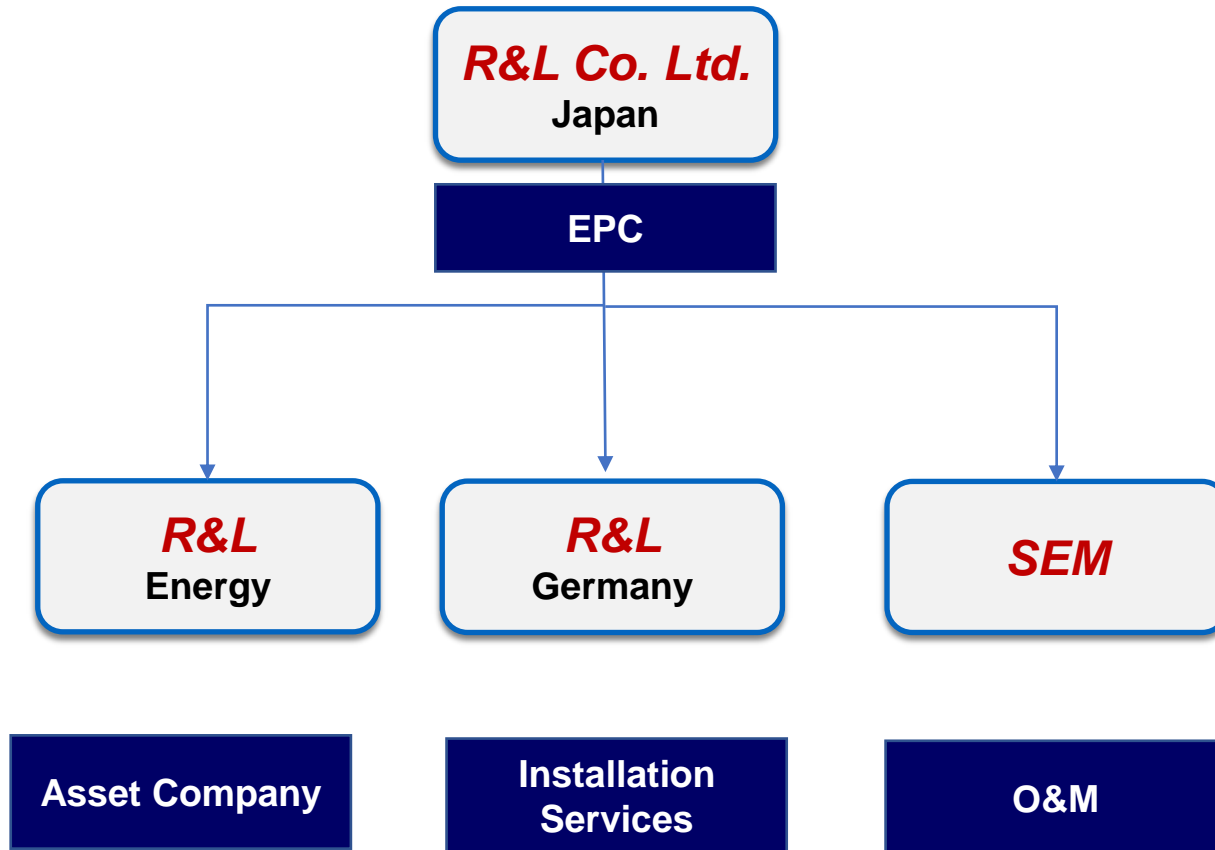 R&L Co. Ltd.
Japan
EPC
R&L
Energy
R&L
Germany
SEM
Asset Company
Installation
Services
O&M